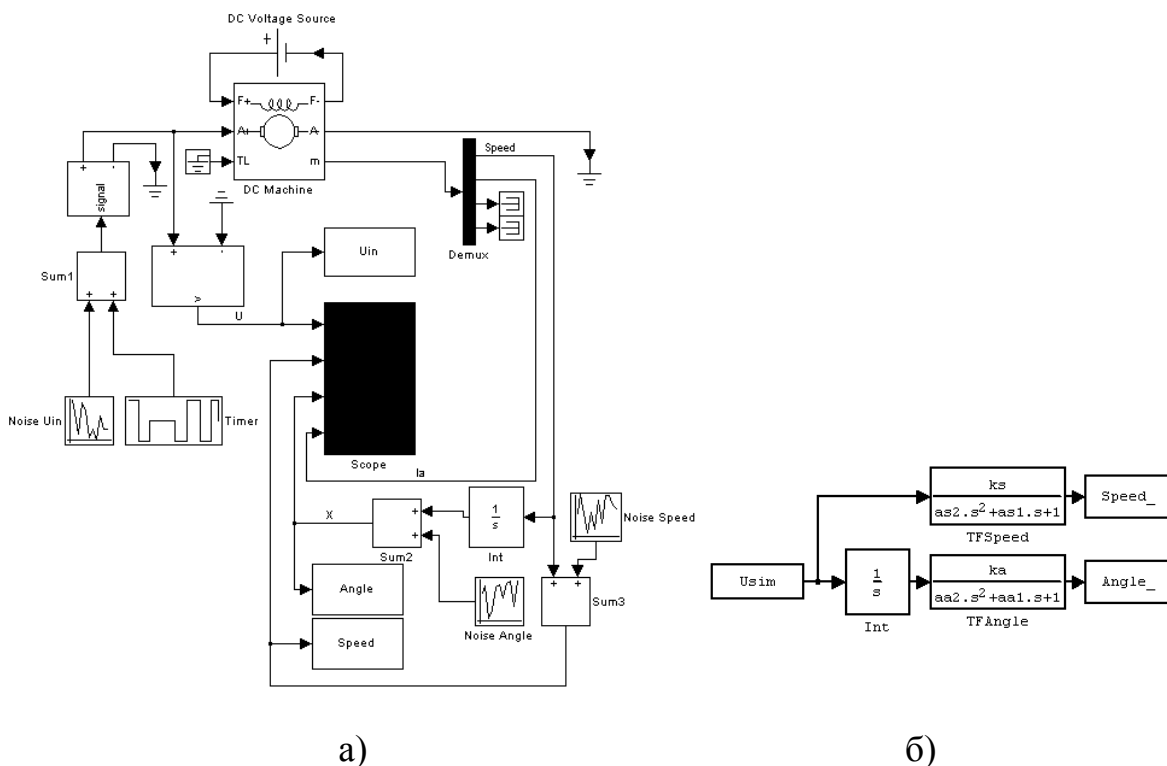 DC Voltage Source
+
F+ F-
A+ A-
TL m
DC Machine
Speed
Demux
+ -
signal
Sum1
+ +
+ -
v
U
Uin
Noise Uin
Timer
Scope
Ia
X
+
+
Sum2
1
s
Int
Noise Speed
Angle
Speed
Noise Angle
+ +
Sum3
Usim
ks
as2.s²+as1.s+1
TFSpeed
Speed_
1
s
Int
ka
aa2.s²+aa1.s+1
TFAngle
Angle_
а) б)